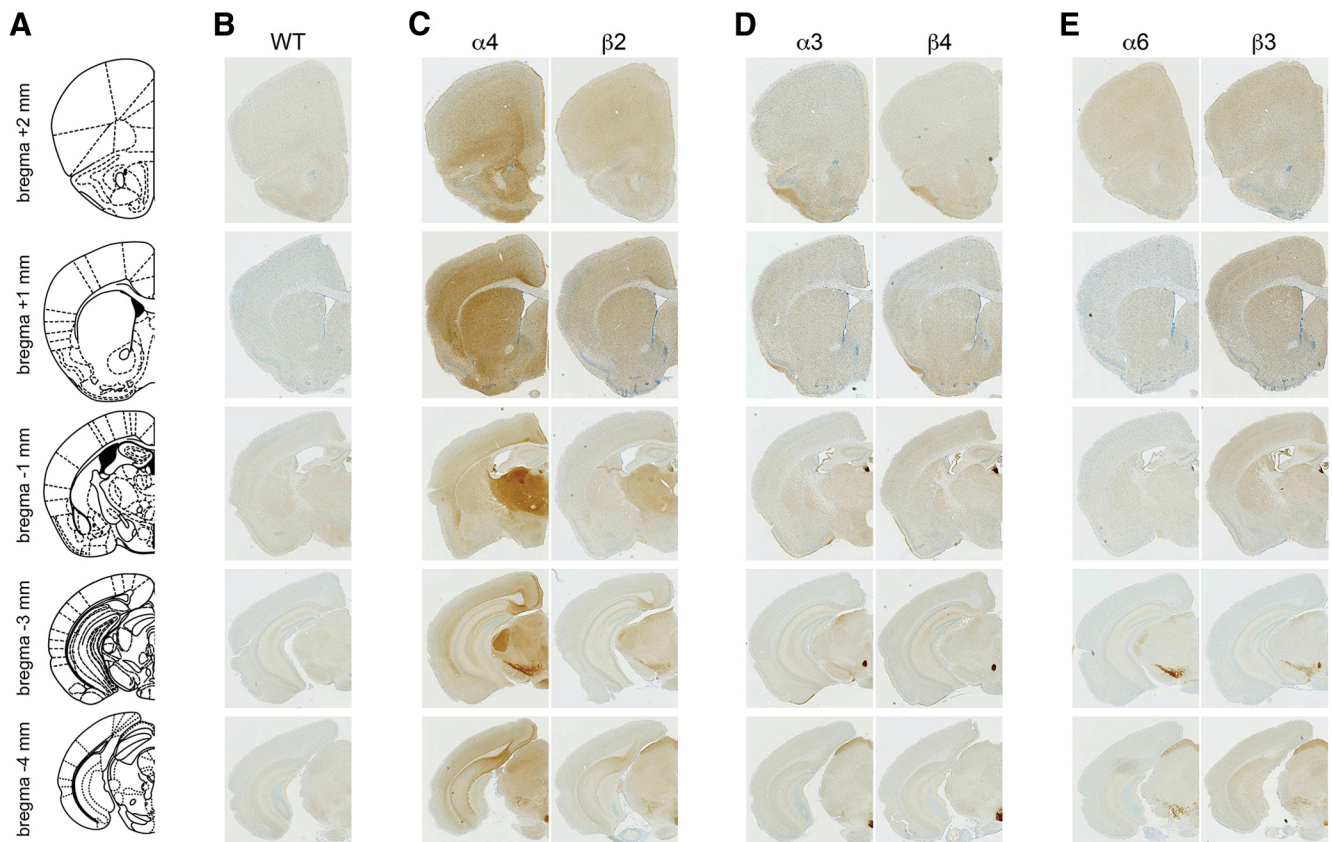 A
B
C
D
E
WT
α4
β2
α3
β4
α6
β3
bregma +2 mm
bregma +1 mm
bregma -1 mm
bregma -3 mm
bregma -4 mm